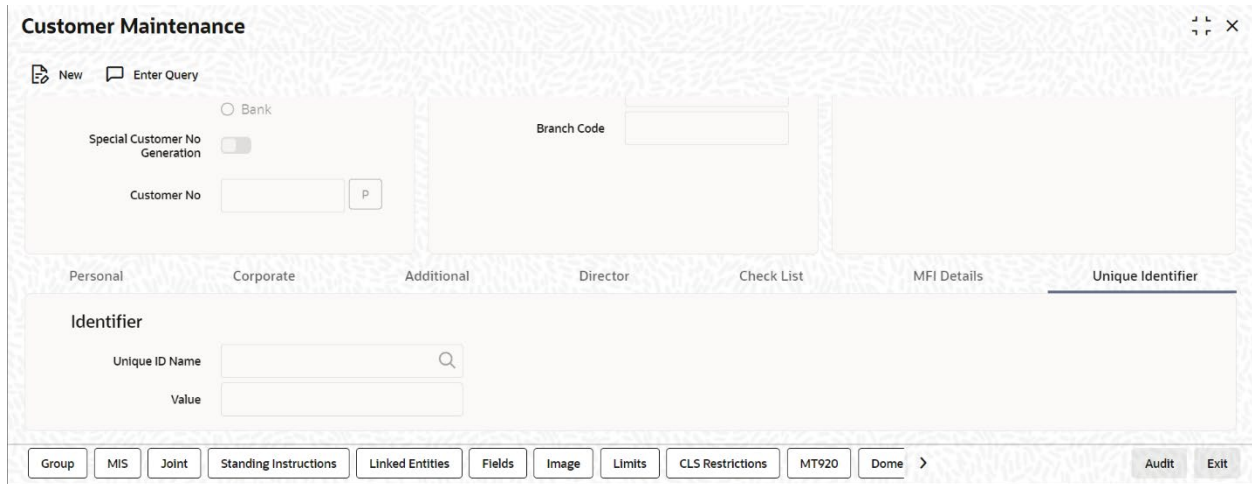 Customer Maintenance
New Enter Query
Bank
Special Customer No
Generation
Branch Code
Customer No P
Personal Corporate Additional Director Check List MFI Details Unique Identifier
Identifier
Unique ID Name
Value
Group MIS Joint Standing Instructions Linked Entities Fields Image Limits CLS Restrictions MT920 Dome Audit Exit